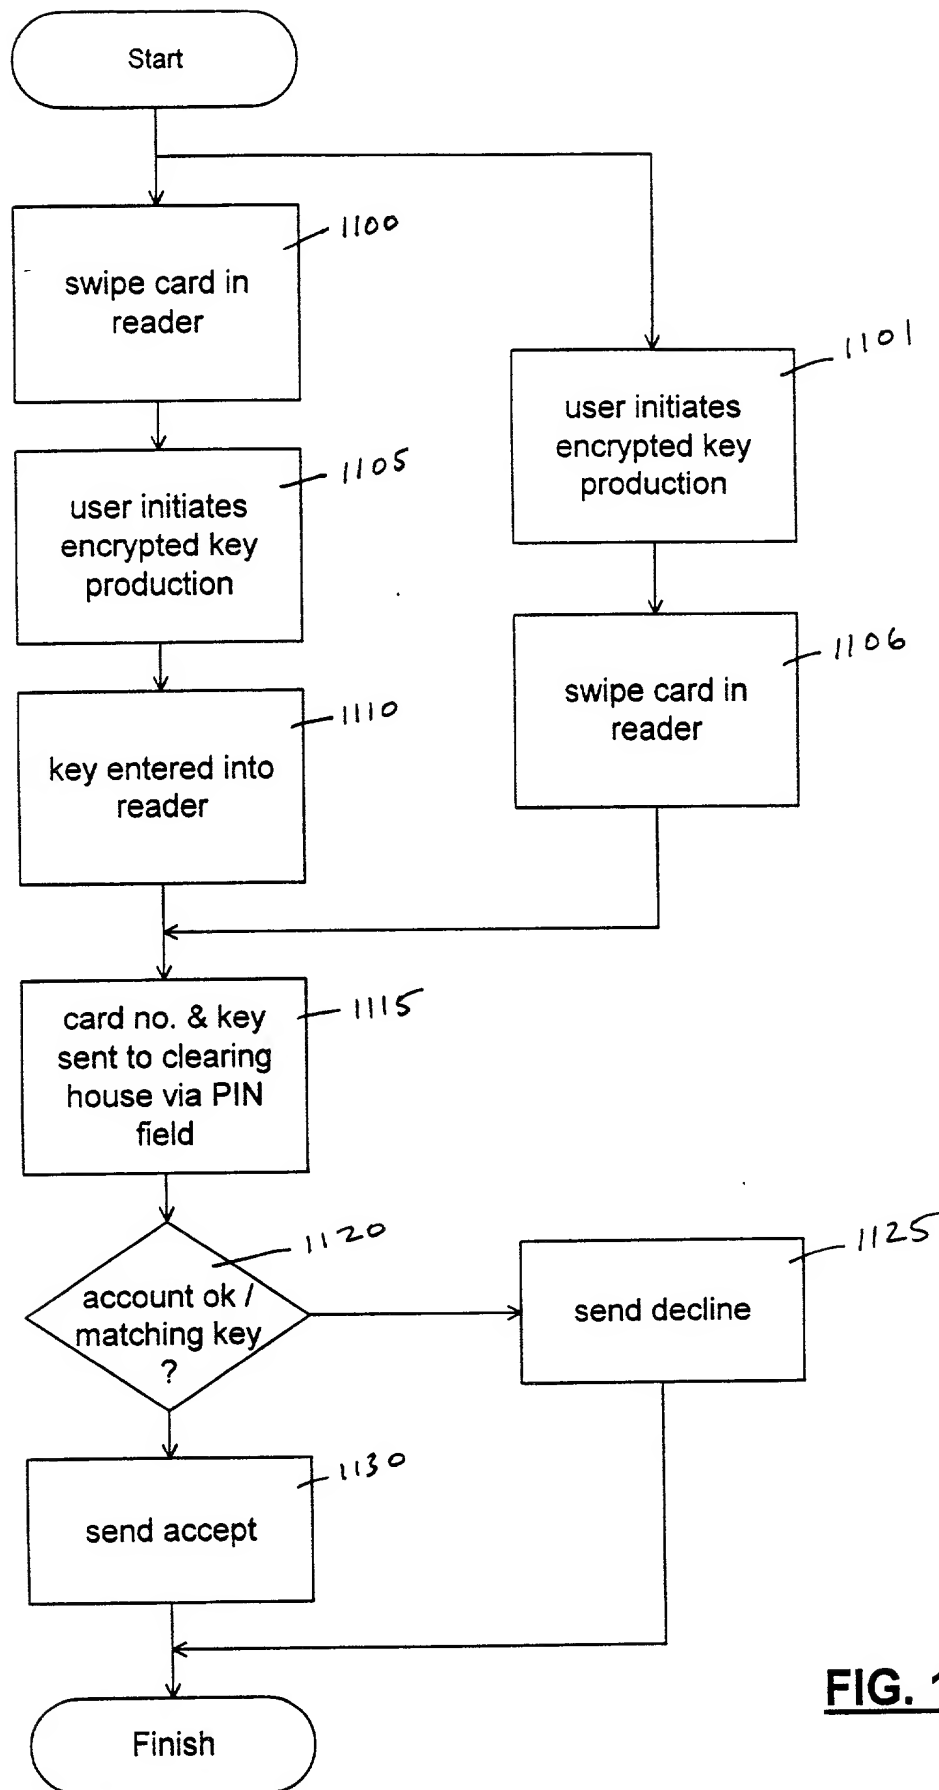 Start
1100
swipe card in
reader
1101
user initiates
encrypted key
production
1105
user initiates
encrypted key
production
1106
swipe card in
reader
1110
key entered into
reader
1115
card no. & key
sent to clearing
house via PIN
field
1120
account ok /
matching key
?
1125
send decline
1130
send accept
FIG. 1
Finish